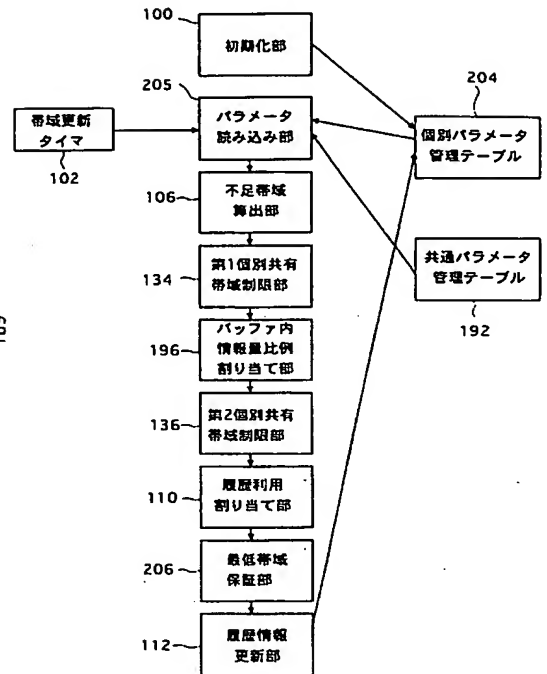 100
初期化部
205
204
帯域更新
タイマ
102
パラメータ
読み込み部
個別パラメータ
管理テーブル
106
不足帯域
算出部
134
第1個別共有
帯域制限部
共通パラメータ
管理テーブル
192
196
バッファ内
情報量比例
割り当て部
136
第2個別共有
帯域制限部
110
履歴利用
割り当て部
206
最低帯域
保証部
112
履歴情報
更新部